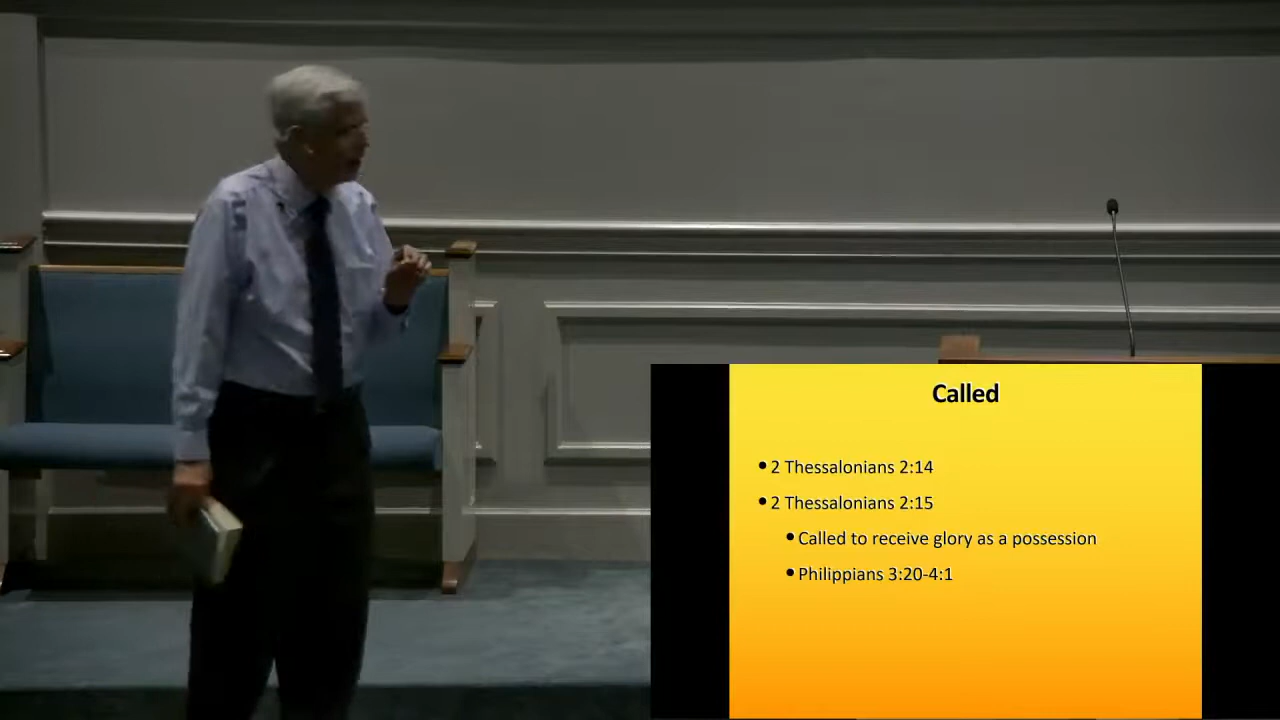 Called
•2 Thessalonians 2:14
•2 Thessalonians 2:15
•Called to receive glory as a possession
•Philippians 3:20-4:1